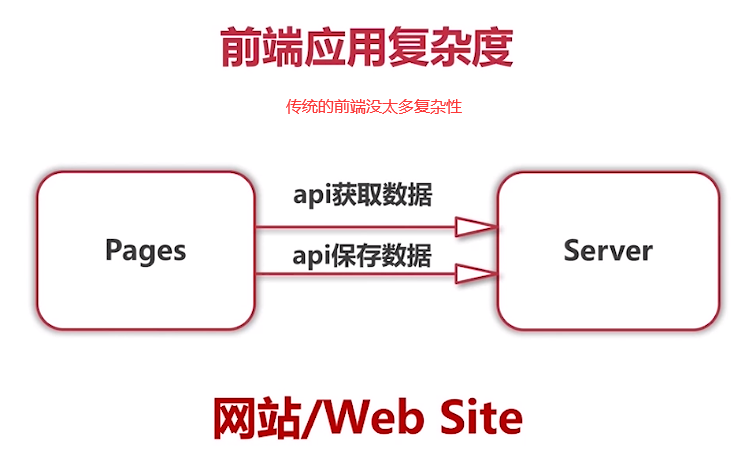 前端应用复杂度
传统的前端没太多复杂性
api获取数据
Pages
api保存数据
Server
网站/Web Site